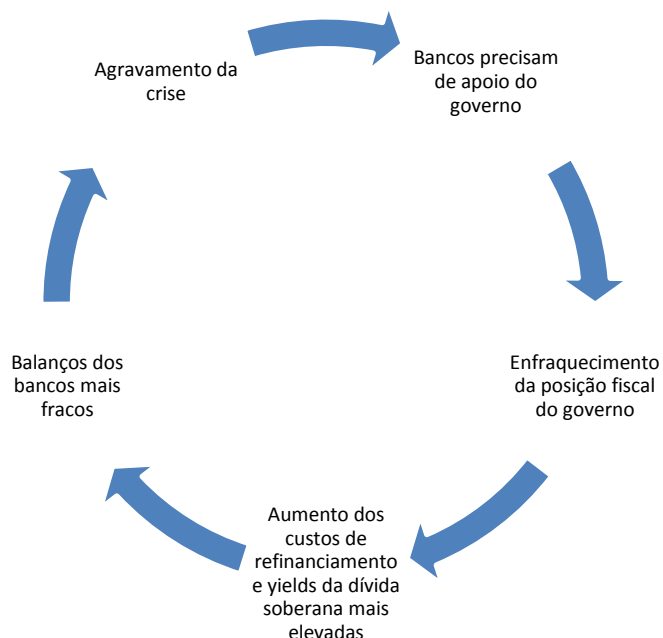 Agravamento da
crise
Bancos precisam
de apoio do
governo
Enfraquecimento
da posição fiscal
do governo
Aumento dos
custos de
refinanciamento
e yields da dívida
soberana mais
elevadas
Balanços dos
bancos mais
fracos